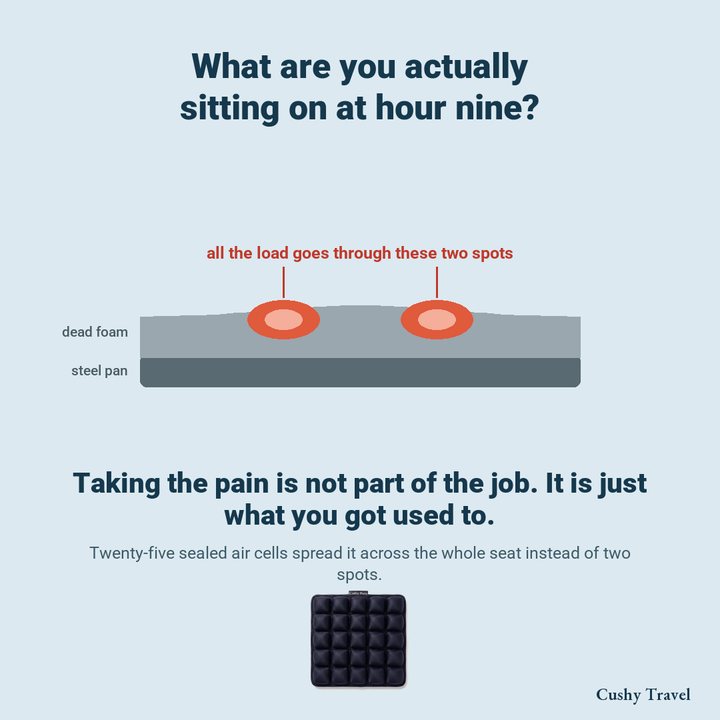 What are you actually
sitting on at hour nine?
all the load goes through these two spots
dead foam
steel pan
Taking the pain is not part of the job. It is just
what you got used to.
Twenty-five sealed air cells spread it across the whole seat instead of two
spots.
Cushy Travel